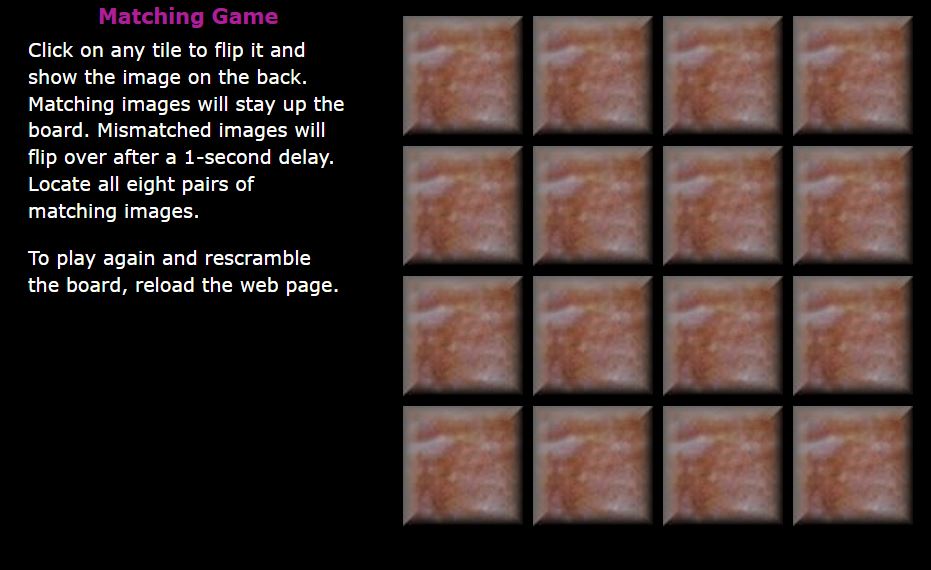 Matching Game
Click on any tile to flip it and
show the image on the back.
Matching images will stay up the
board. Mismatched images will
flip over after a 1-second delay.
Locate all eight pairs of
matching images.
To play again and rescramble
the board, reload the web page.